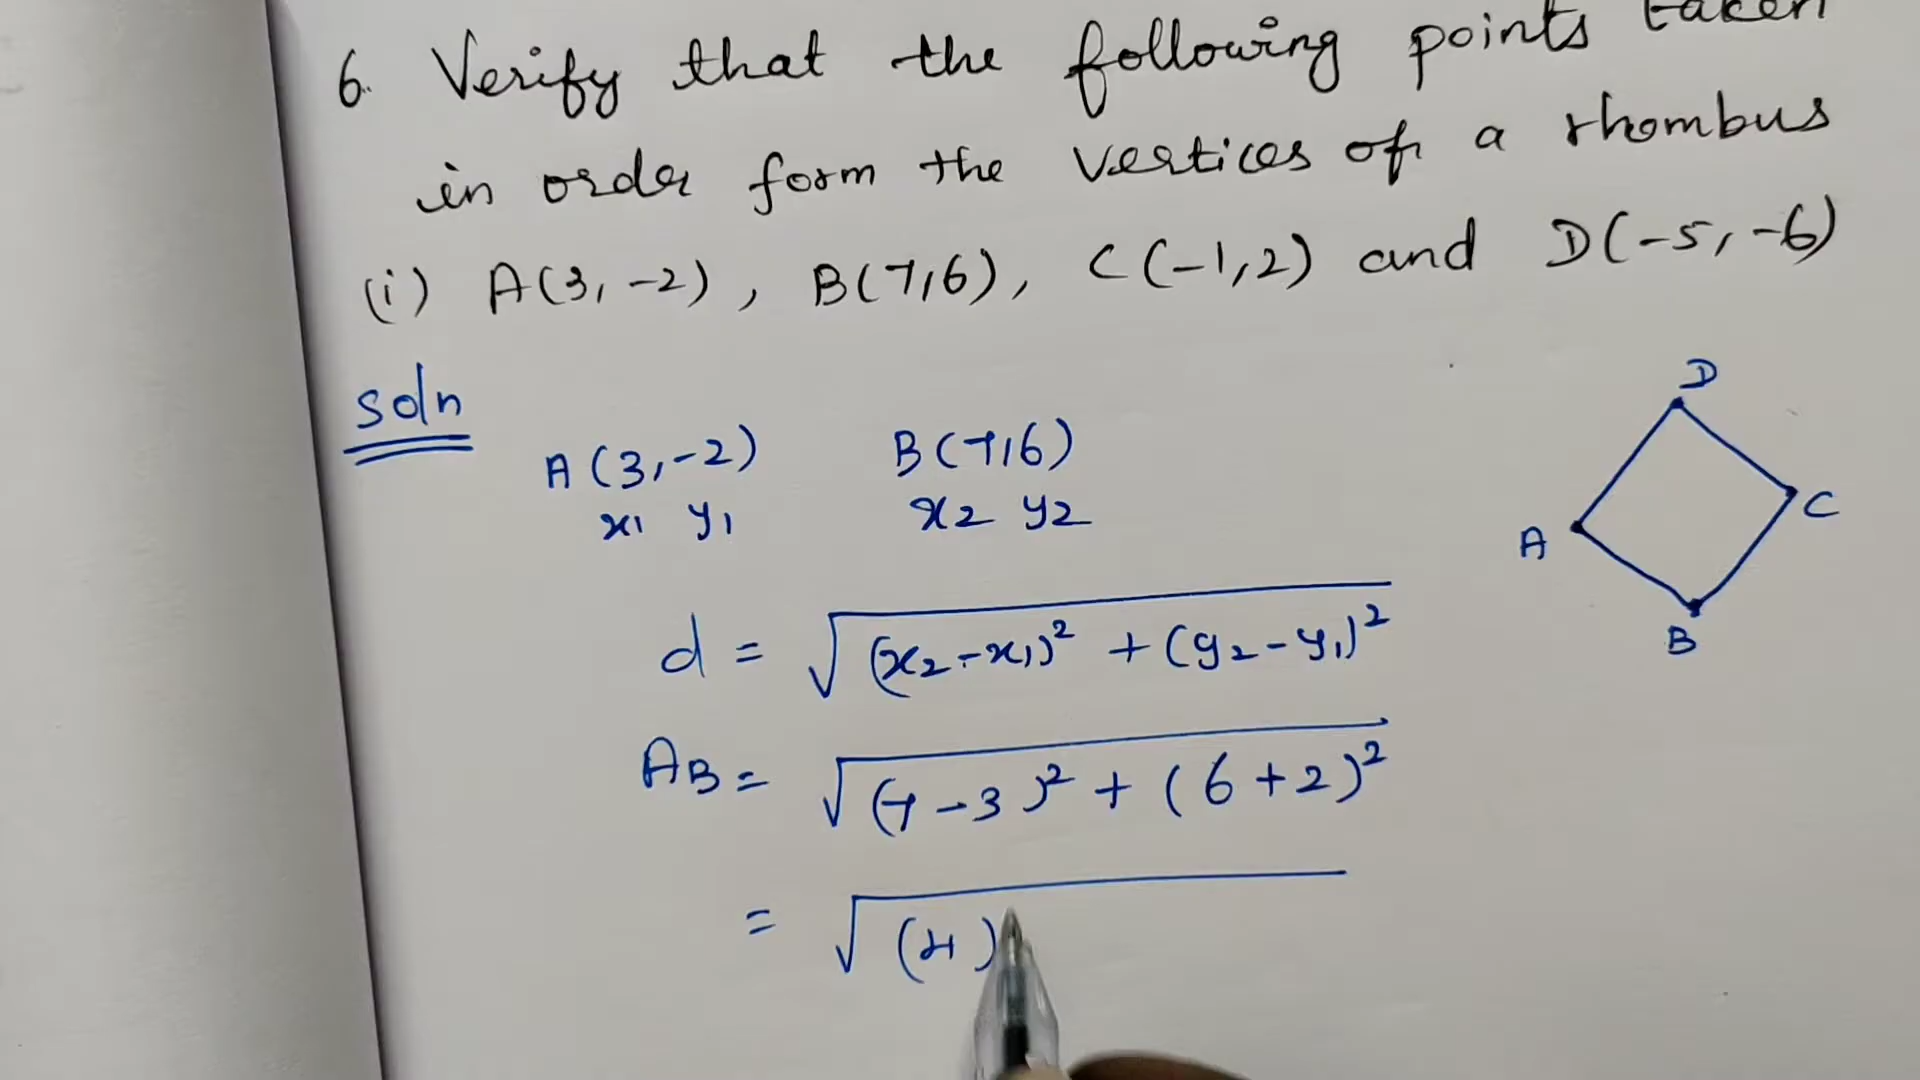 6. Verify that the following points taken
in order form the vertices of a rhombus
(i) A(3, -2), B(7,6), C(-1,2) and D(-5, -6)
soln
A(3,-2) B(7,6)
x1 y1 x2 y2
d = √(x2-x1)² + (y2-y1)²
AB = √(7-3)² + (6+2)²
= √(4)
D
A
C
B